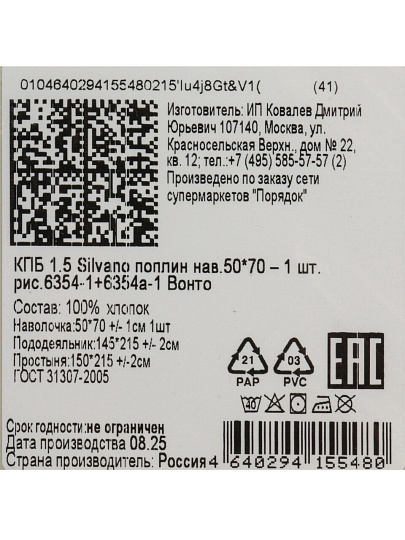 0104640294155480215'Iu4j8Gt&V1( (41)
Изготовитель: ИП Ковалев Дмитрий
Юрьевич 107140, Москва, ул.
Красносельская Верхн., дом № 22,
кв. 12; тел.:+7 (495) 585-57-57 (2)
Произведено по заказу сети
супермаркетов "Порядок"
КПБ 1.5 Silvano поплин нав.50*70 – 1 шт.
рис.6354-1+6354а-1 Вонто
Состав: 100% хлопок
Наволочка:50*70 +/- 1см 1шт
Пододеяльник:145*215 +/- 2см
Простыня:150*215 +/-2см
ГОСТ 31307-2005
21 03
PAP PVC
EAC
40
Срок годности:не ограничен
Дата производства 08.25
Страна производства: Россия
4 640294 155480